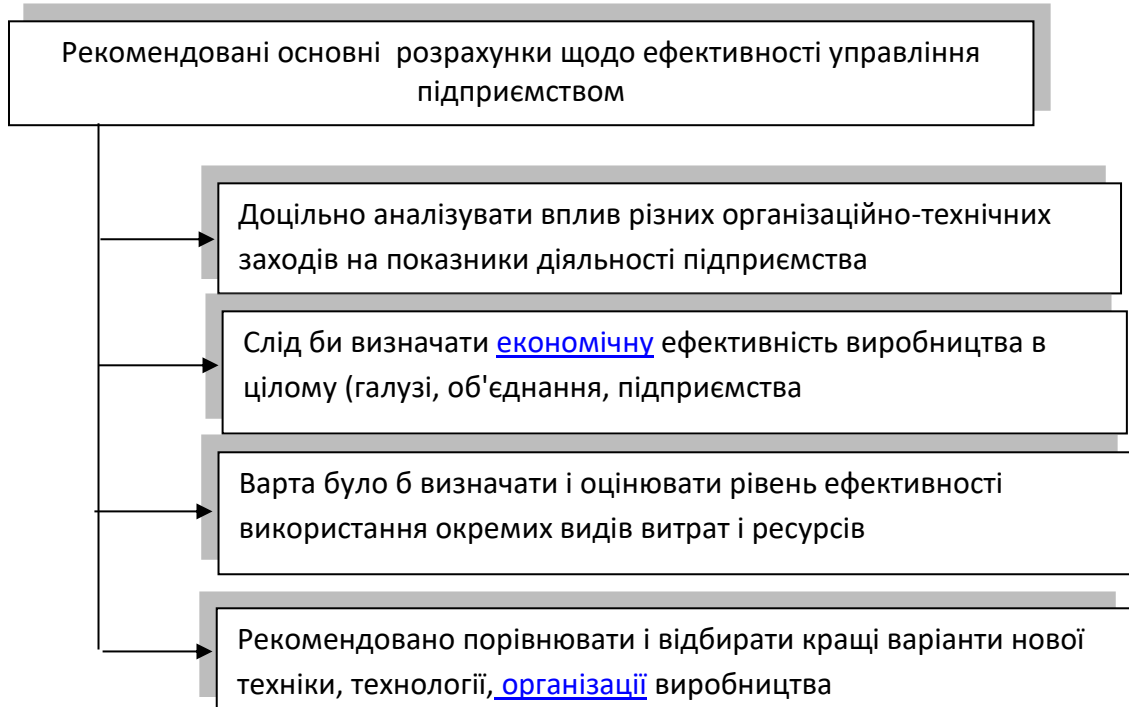 Рекомендовані основні розрахунки щодо ефективності управління
підприємством
Доцільно аналізувати вплив різних організаційно-технічних
заходів на показники діяльності підприємства
Слід би визначати економічну ефективність виробництва в
цілому (галузі, об'єднання, підприємства
Варта було б визначати і оцінювати рівень ефективності
використання окремих видів витрат і ресурсів
Рекомендовано порівнювати і відбирати кращі варіанти нової
техніки, технології, організації виробництва